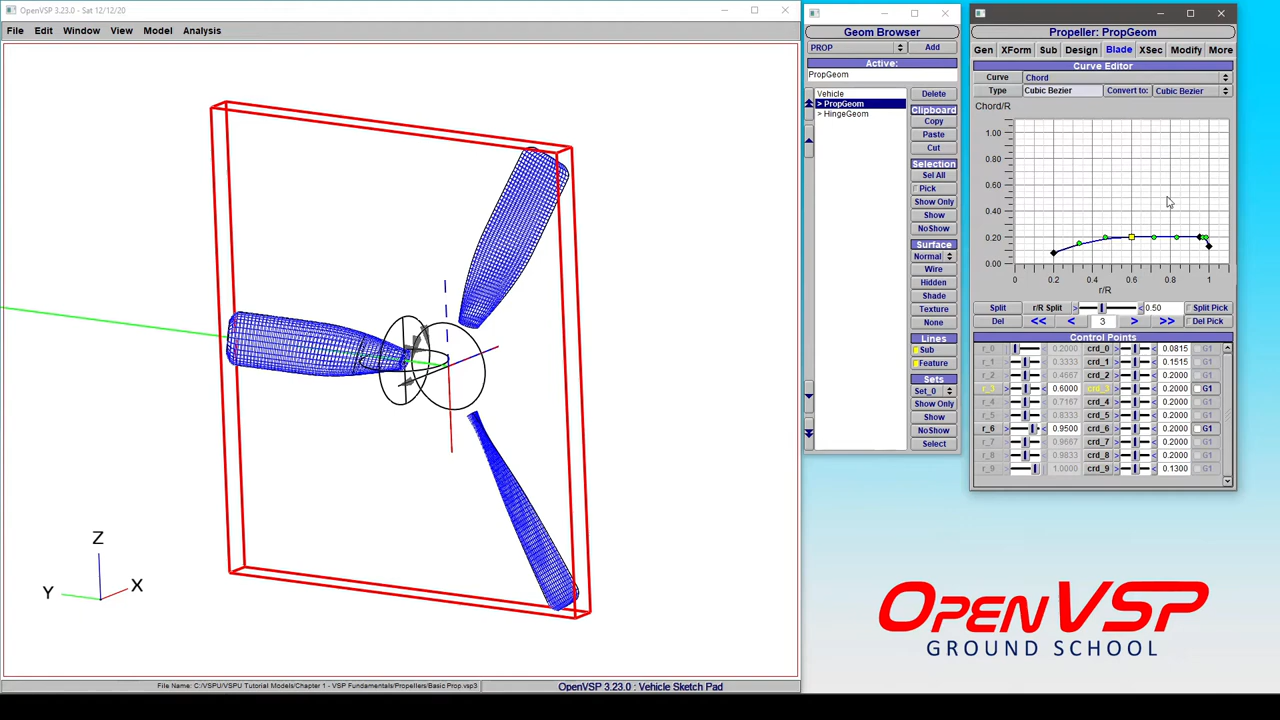 OpenVSP - Sat 12/12/20
File Edit Window View Model Analysis
Z
Y
X
File Name: C:/VSPU/VSPU Tutorial Models/Chapter 1 - VSP Fundamentals/Propellers/Basic Prop.vsp3
OpenVSP 3.23.0 : Vehicle Sketch Pad
Geom Browser
PROP Add
Active:
PropGeom
Vehicle
> PropGeom
> HingeGeom
Delete
Clipboard
Copy
Paste
Cut
Selection
Sel All
Pick
Show Only
Show
NoShow
Surface
Normal
Wire
Hidden
Shade
Texture
None
Lines
Sub
Feature
Sets
Set_0
Show Only
Show
NoShow
Select
Propeller: PropGeom
Gen XForm Sub Design Blade XSec Modify More
Curve Editor
Curve Chord
Type Cubic Bezier Convert to: Cubic Bezier
Chord/R
1.00
0.80
0.60
0.40
0.20
0.00
0 0.2 0.4 0.6 0.8 1
r/R
Split r/R Split > < 0.50 Split Pick
Del << < 3 > >> Del Pick
Control Points
r_0 0.2000 crd_0 > < 0.0815 G1
r_1 > < 0.3333 crd_1 > < 0.1515 G1
r_2 > < 0.4667 crd_2 > < 0.2000 G1
r_3 > < 0.6000 crd_3 > < 0.2000 G1
r_4 > < 0.7167 crd_4 > < 0.2000 G1
r_5 > < 0.8333 crd_5 > < 0.2000 G1
r_6 > < 0.9500 crd_6 > < 0.2000 G1
r_7 > < 0.9667 crd_7 > < 0.2000 G1
r_8 > < 0.9833 crd_8 > < 0.2000 G1
r_9 > 1.0000 crd_9 > < 0.1300 G1
OPENVSP
GROUND SCHOOL